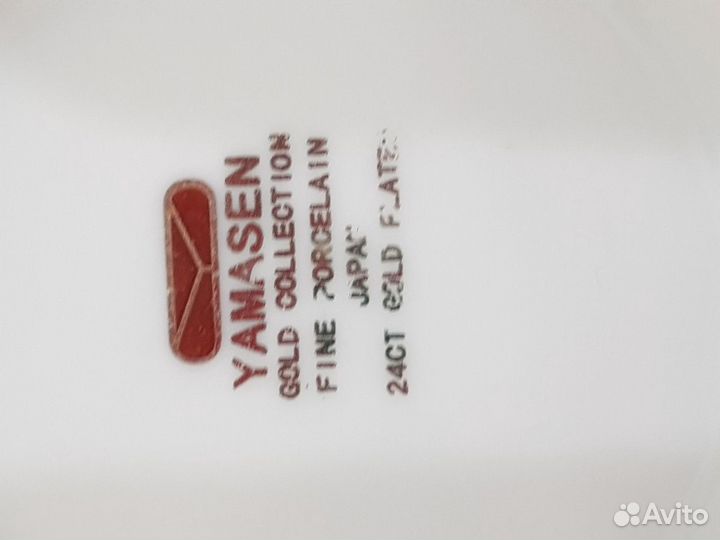 YAMASEN
GOLD COLLECTION
FINE PORCELAIN
JAPAN
24CT GOLD PLATED
Avito